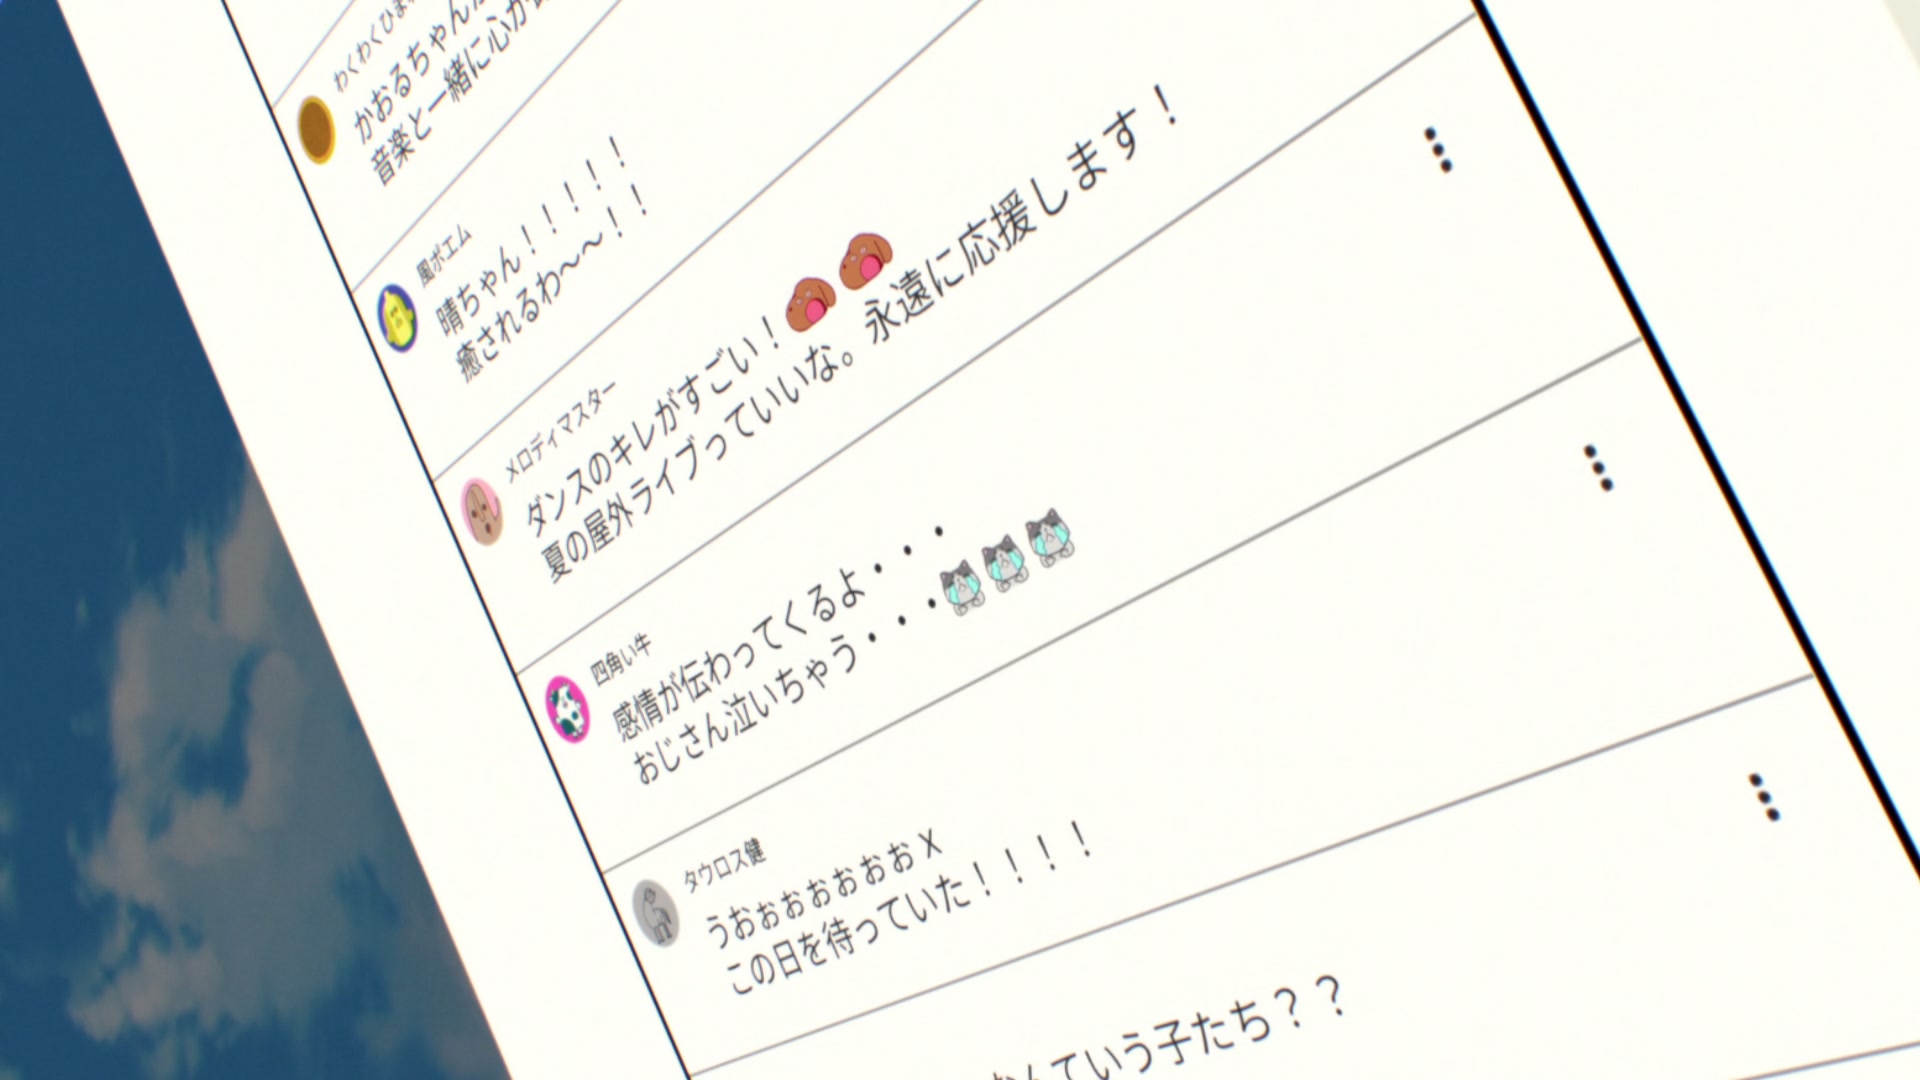 わくわくひま
かおるちゃん
音楽と一緒に心が
風ポエム
晴ちゃん！！！！！
癒されるわ～～！！
メロディマスター
ダンスのキレがすごい！
夏の屋外ライブっていいな。永遠に応援します！
四角い牛
感情が伝わってくるよ・・・
おじさん泣いちゃう・・・
タウロス健
うおぉぉぉぉぉX
この日を待っていた！！！！
なんていう子たち？？